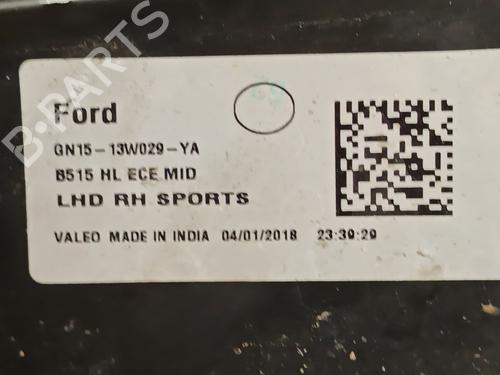 Ford
GN15-13W029-YA
B515 HL ECE MID
LHD RH SPORTS
VALEO MADE IN INDIA 04/01/2018 23:39:29
B-PARTS